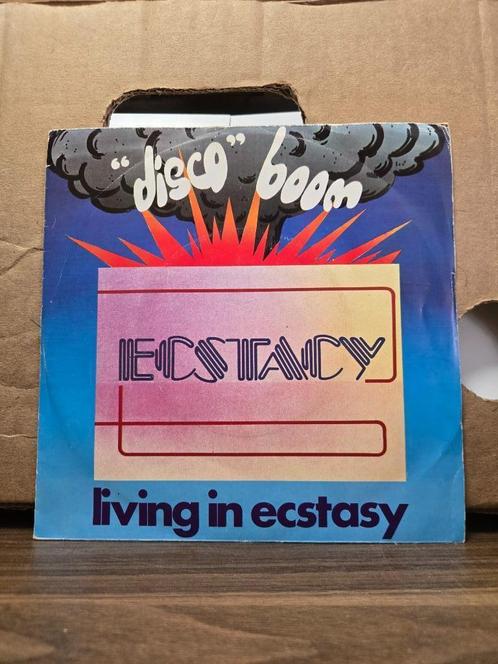 "disco" boom
ECSTACY
living in ecstasy